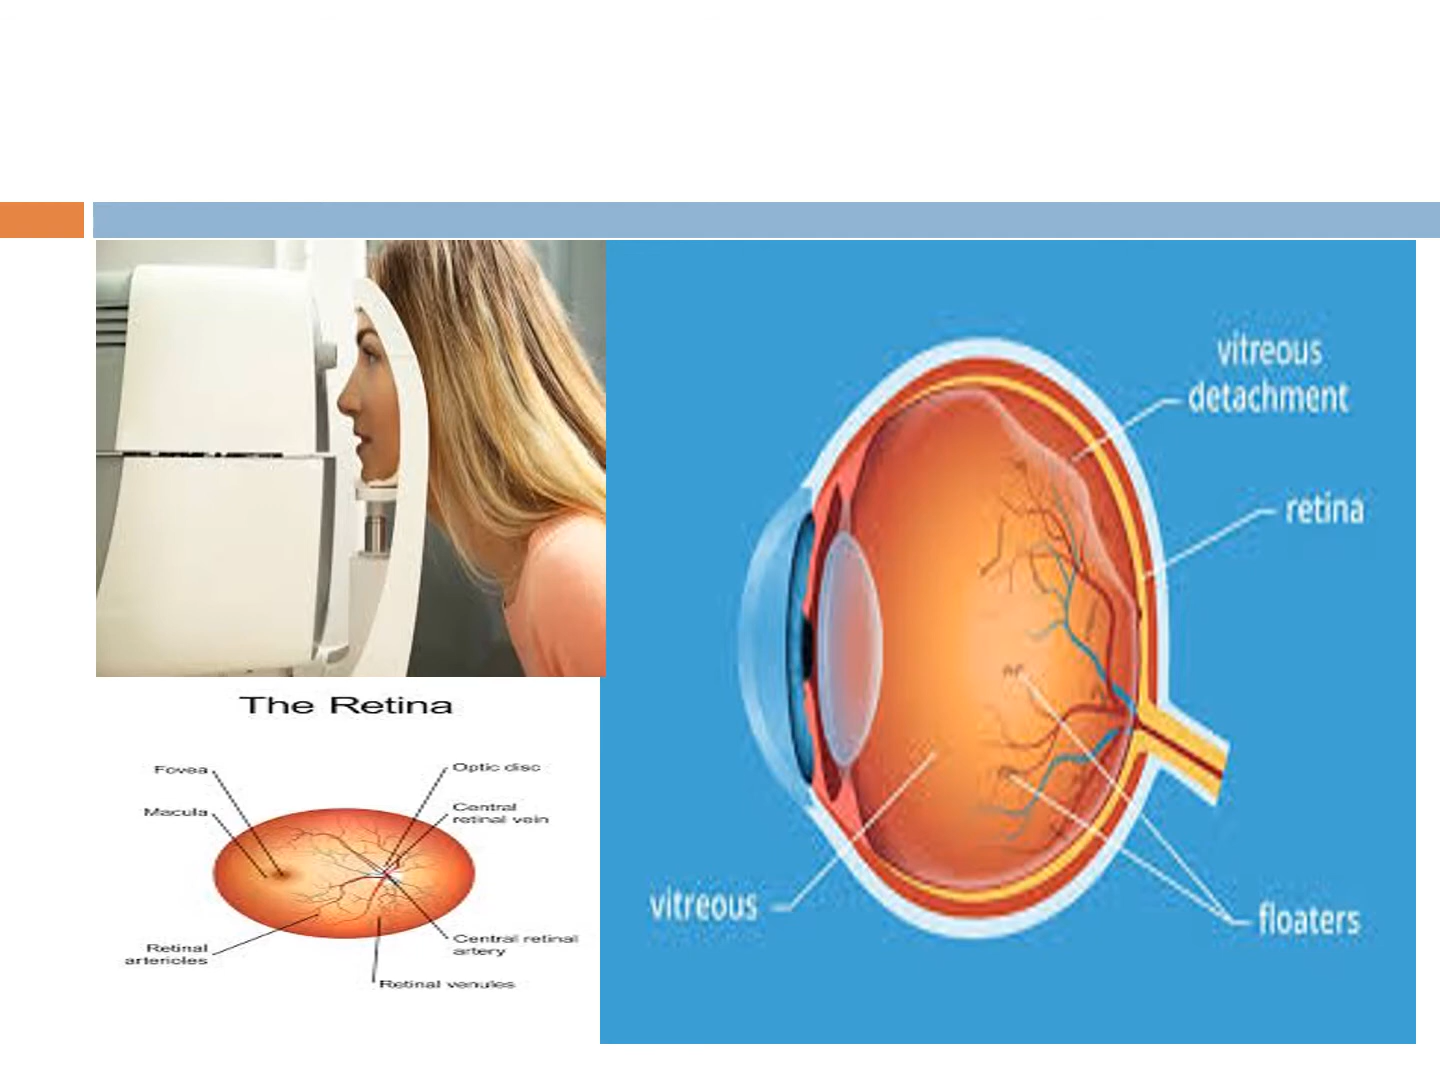 The Retina
Fovea
Optic disc
Macula
Central
retinal vein
Retinal
arterioles
Central retinal
artery
Retinal venules
vitreous
detachment
retina
vitreous
floaters